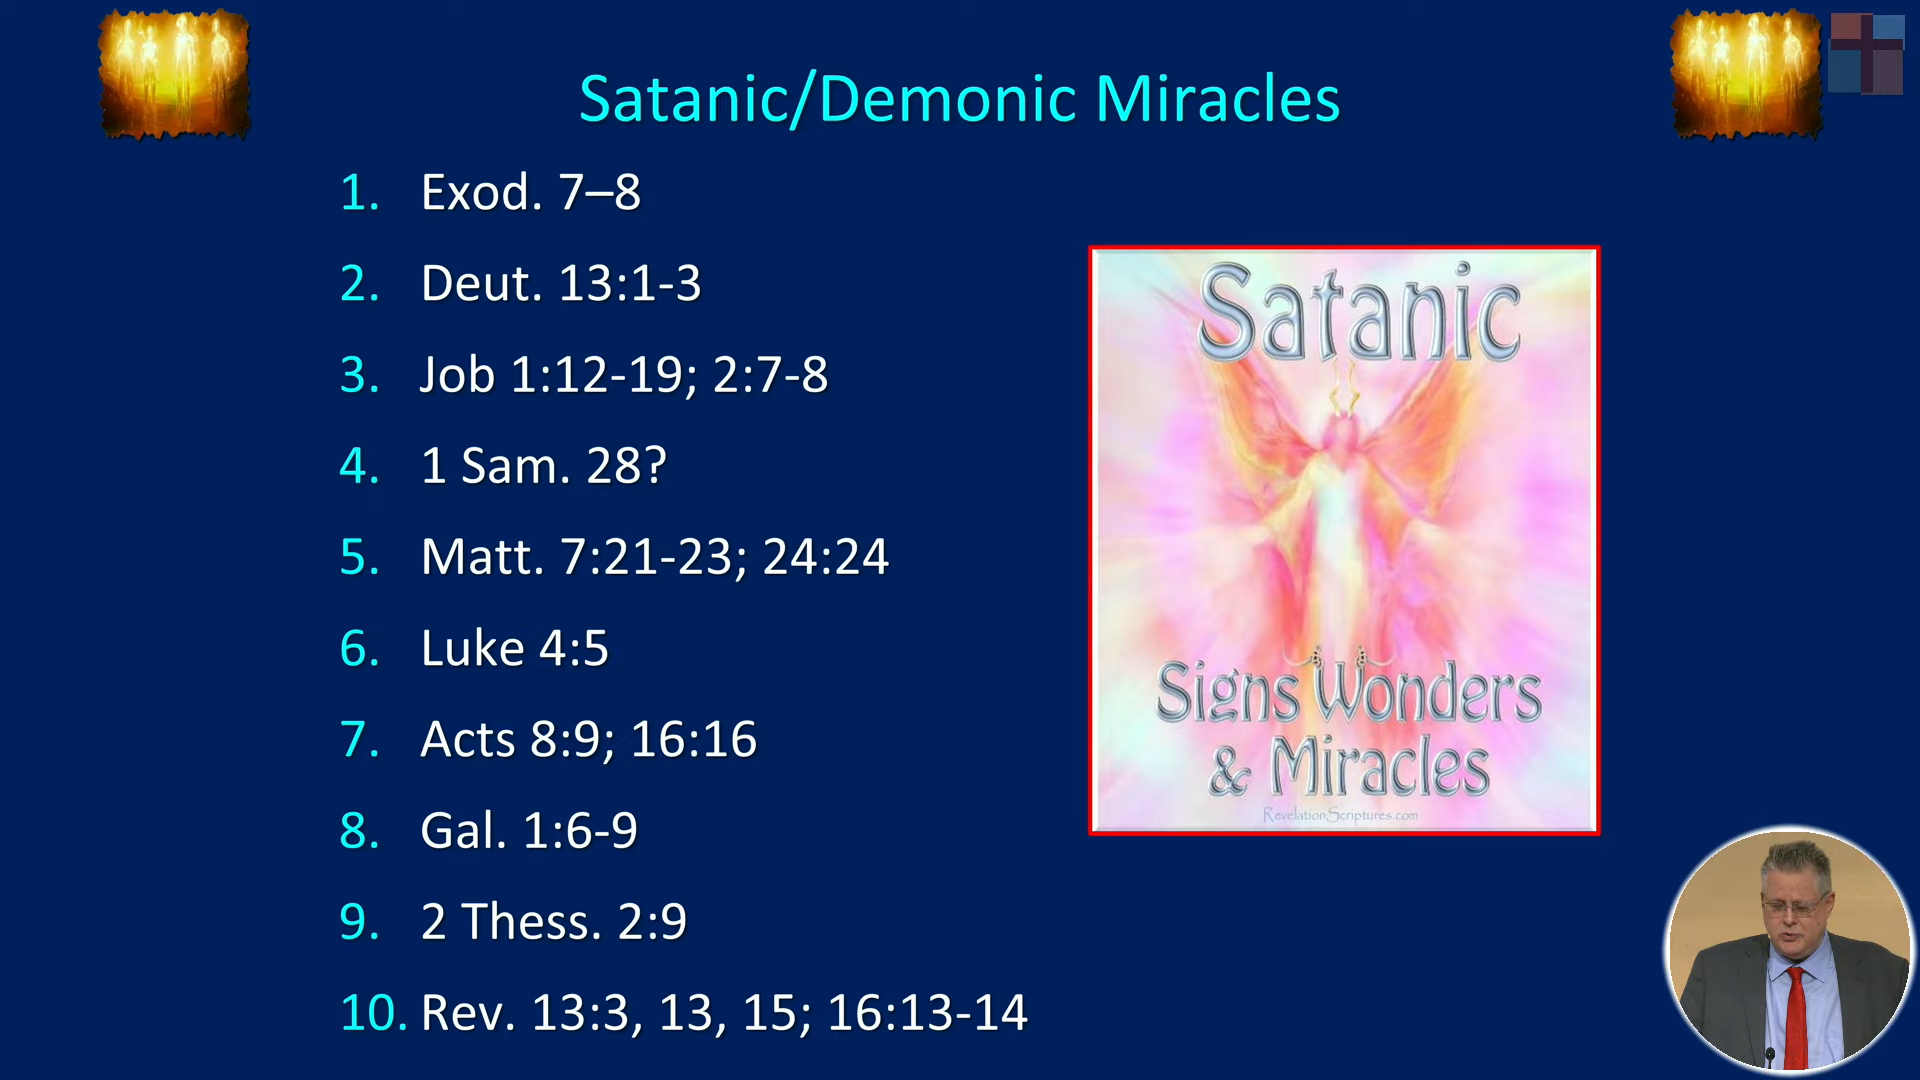 Satanic/Demonic Miracles
1. Exod. 7–8
2. Deut. 13:1-3
3. Job 1:12-19; 2:7-8
4. 1 Sam. 28?
5. Matt. 7:21-23; 24:24
6. Luke 4:5
7. Acts 8:9; 16:16
8. Gal. 1:6-9
9. 2 Thess. 2:9
10. Rev. 13:3, 13, 15; 16:13-14
Satanic
Signs Wonders
& Miracles
RevelationScriptures.com